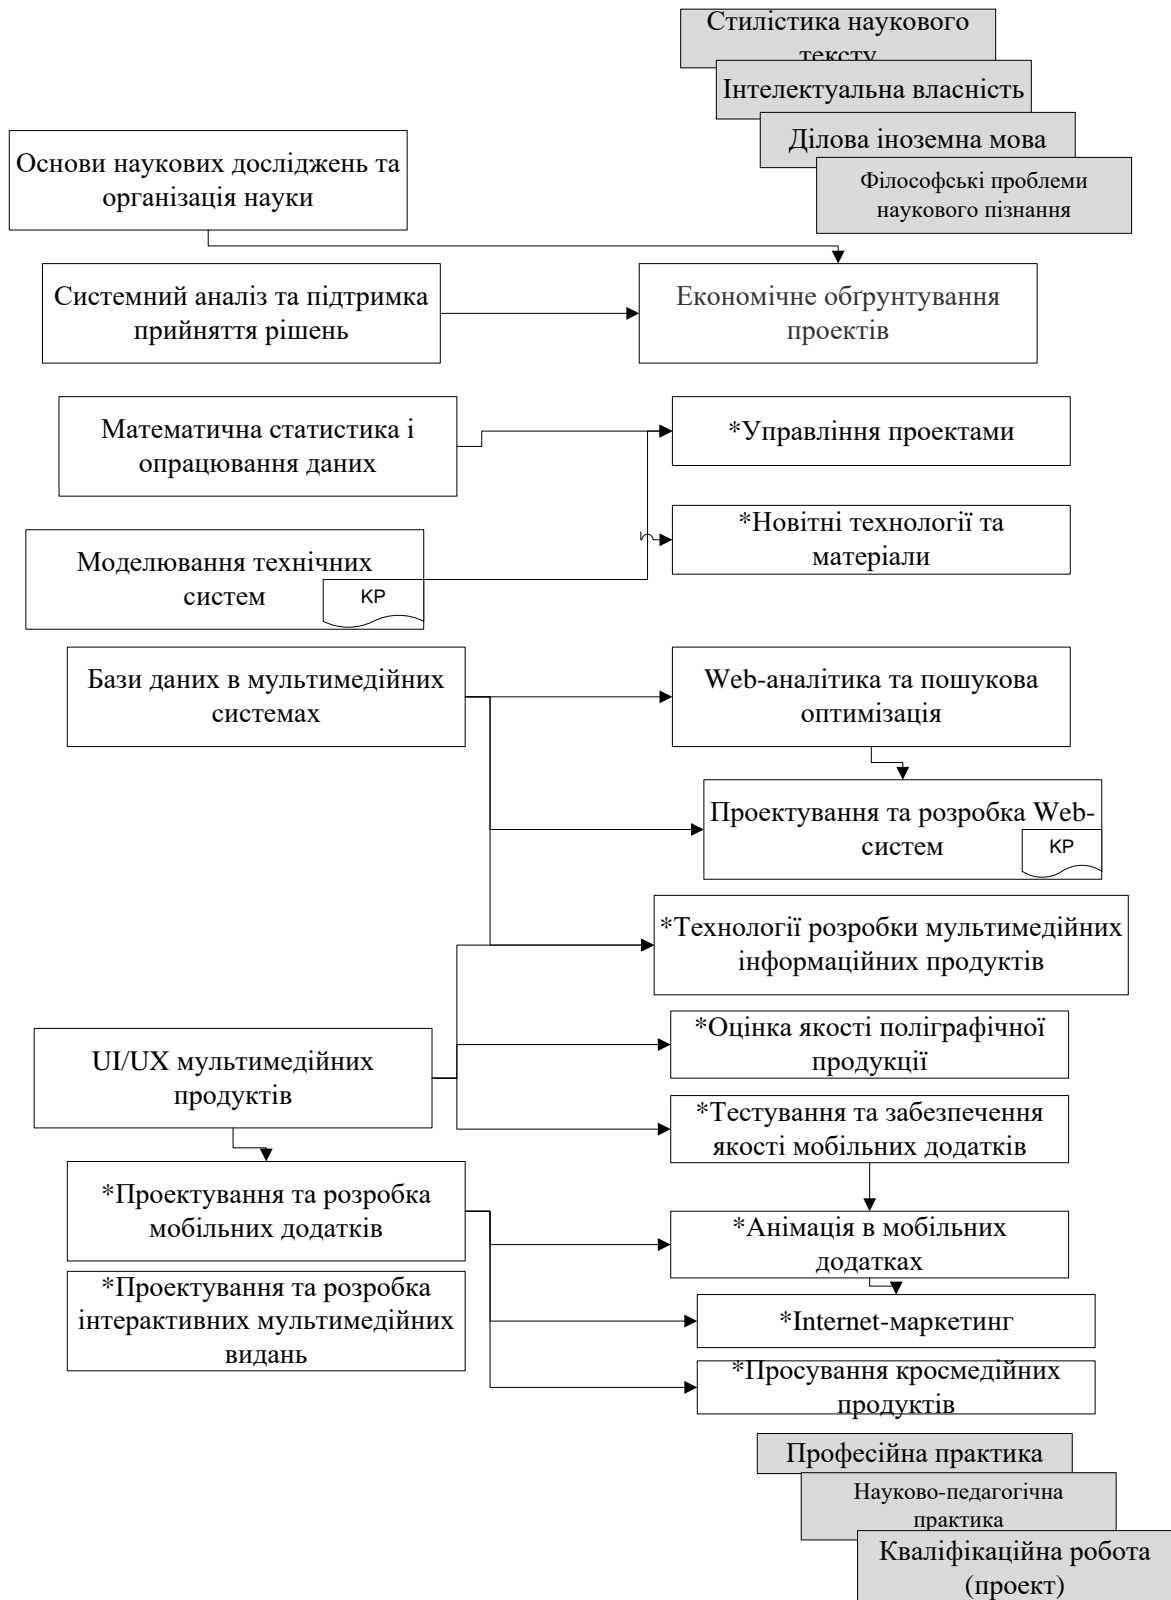 Стилістика наукового
тексту
Інтелектуальна власність
Ділова іноземна мова
Філософські проблеми
наукового пізнання
Основи наукових досліджень та
організація науки
Системний аналіз та підтримка
прийняття рішень
Економічне обґрунтування
проектів
Математична статистика і
опрацювання даних
*Управління проектами
*Новітні технології та
матеріали
Моделювання технічних
систем
КР
Бази даних в мультимедійних
системах
Web-аналітика та пошукова
оптимізація
Проектування та розробка Web-
систем
КР
*Технології розробки мультимедійних
інформаційних продуктів
*Оцінка якості поліграфічної
продукції
UI/UX мультимедійних
продуктів
*Тестування та забезпечення
якості мобільних додатків
*Проектування та розробка
мобільних додатків
*Анімація в мобільних
додатках
*Проектування та розробка
інтерактивних мультимедійних
видань
*Internet-маркетинг
*Просування кросмедійних
продуктів
Професійна практика
Науково-педагогічна
практика
Кваліфікаційна робота
(проект)